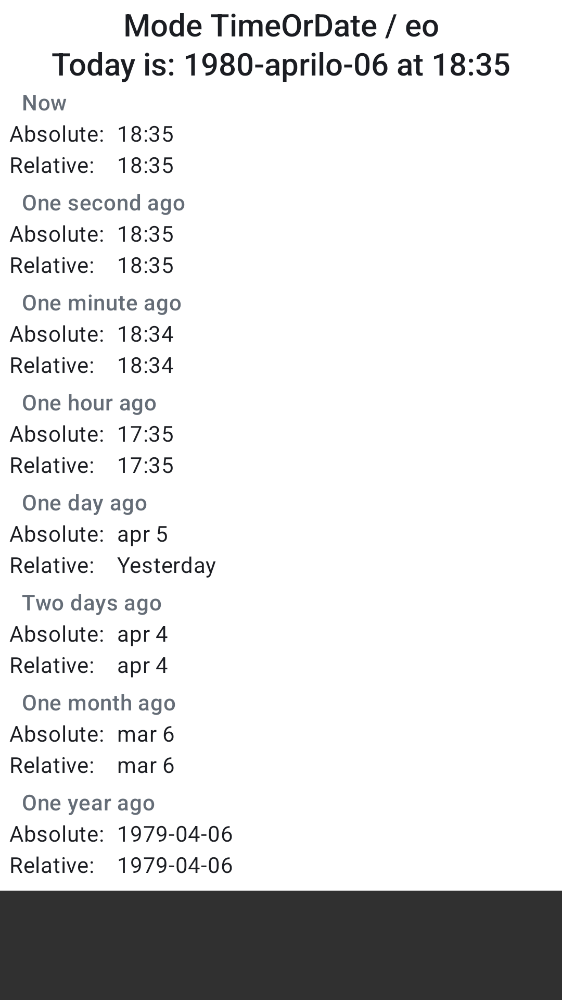 Mode TimeOrDate / eo
Today is: 1980-aprilo-06 at 18:35
Now
Absolute: 18:35
Relative: 18:35
One second ago
Absolute: 18:35
Relative: 18:35
One minute ago
Absolute: 18:34
Relative: 18:34
One hour ago
Absolute: 17:35
Relative: 17:35
One day ago
Absolute: apr 5
Relative: Yesterday
Two days ago
Absolute: apr 4
Relative: apr 4
One month ago
Absolute: mar 6
Relative: mar 6
One year ago
Absolute: 1979-04-06
Relative: 1979-04-06